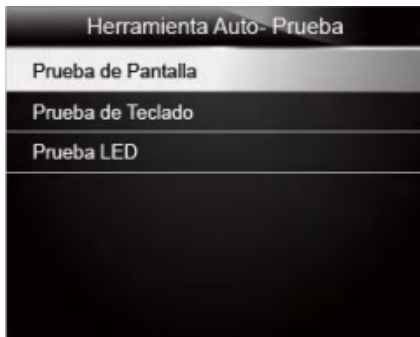 Herramienta Auto- Prueba
Prueba de Pantalla
Prueba de Teclado
Prueba LED